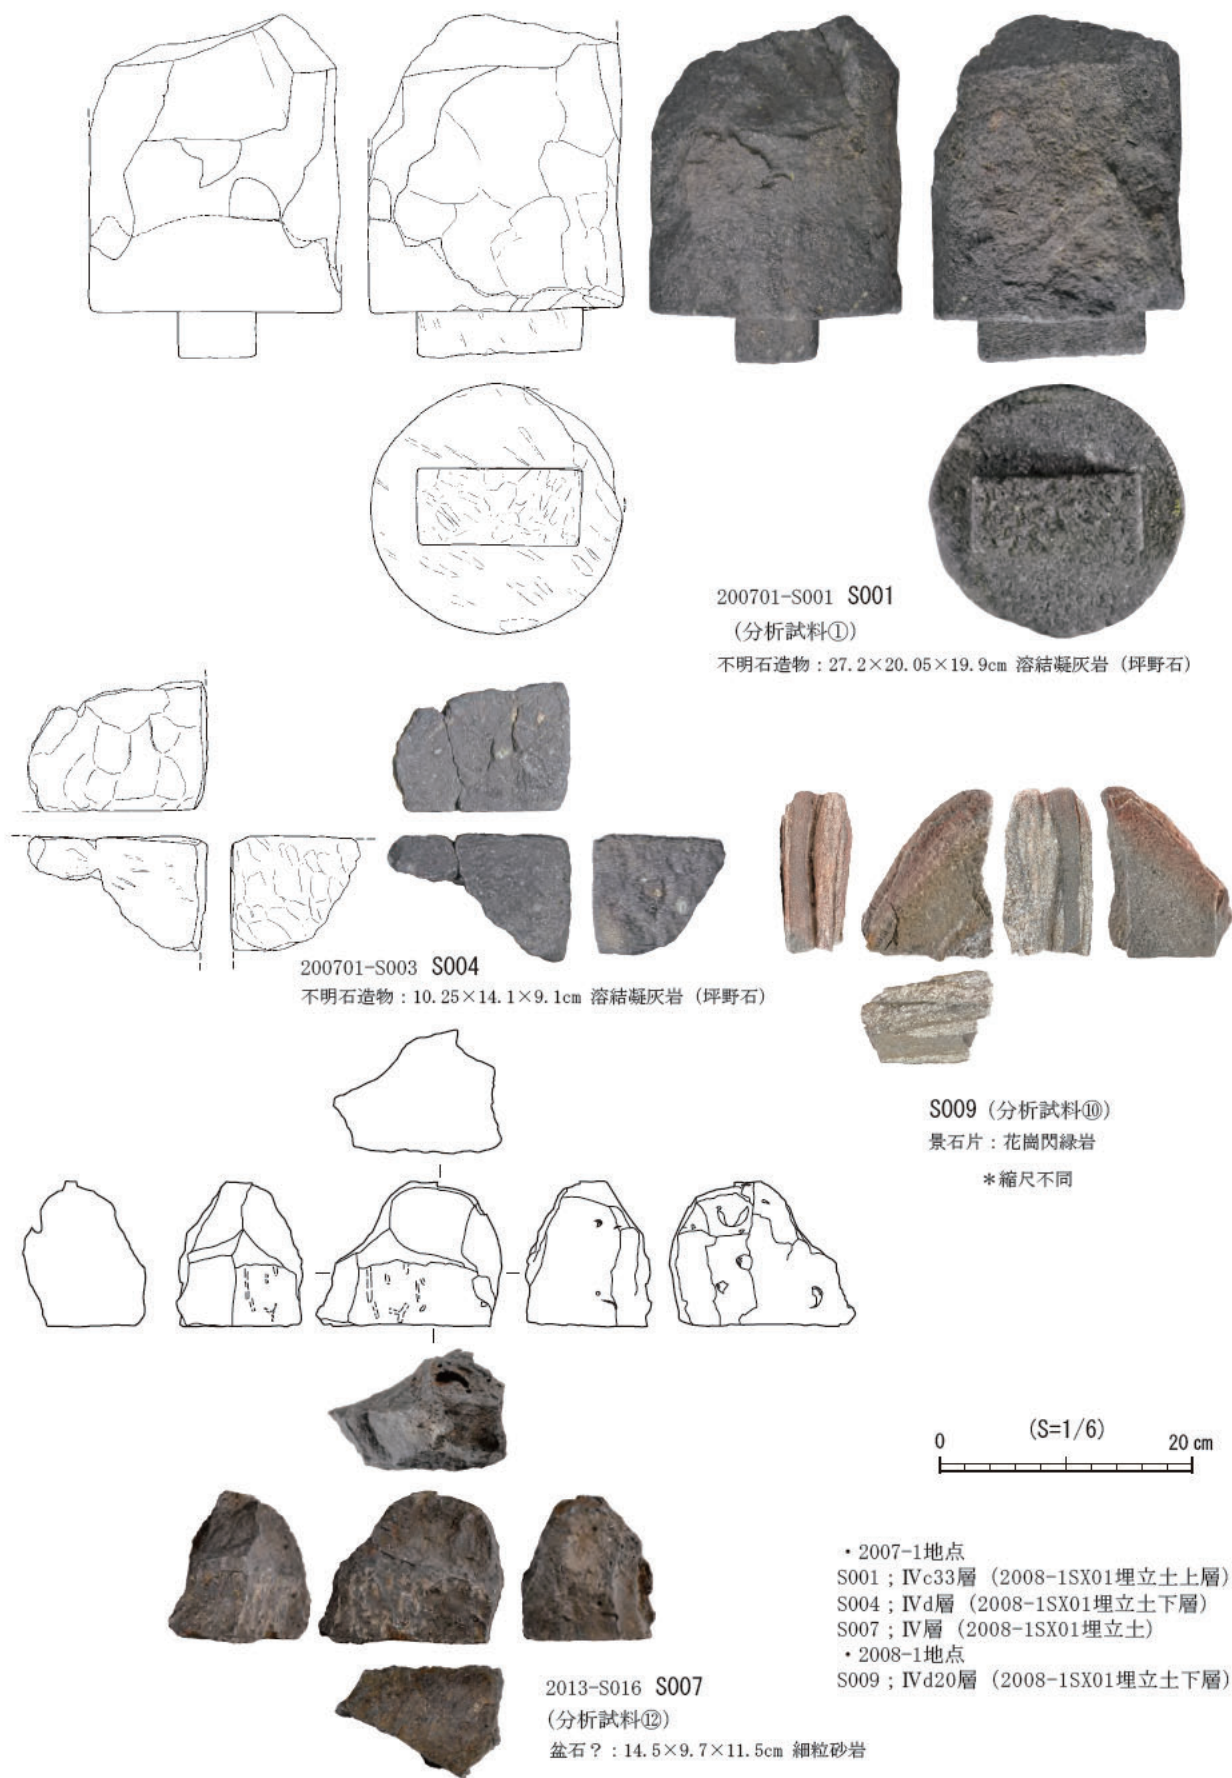 200701-S001 S001
(分析試料①)
不明石造物：27.2×20.05×19.9cm 溶結凝灰岩（坪野石）
200701-S003 S004
不明石造物：10.25×14.1×9.1cm 溶結凝灰岩（坪野石）
S009（分析試料⑩）
景石片：花崗閃緑岩
＊縮尺不同
(S=1/6)
0 20 cm
2013-S016 S007
(分析試料⑫)
盆石？：14.5×9.7×11.5cm 細粒砂岩
・2007-1地点
S001；Ⅳc33層（2008-1SX01埋立土上層）
S004；Ⅳd層（2008-1SX01埋立土下層）
S007；Ⅳ層（2008-1SX01埋立土）
・2008-1地点
S009；Ⅳd20層（2008-1SX01埋立土下層）